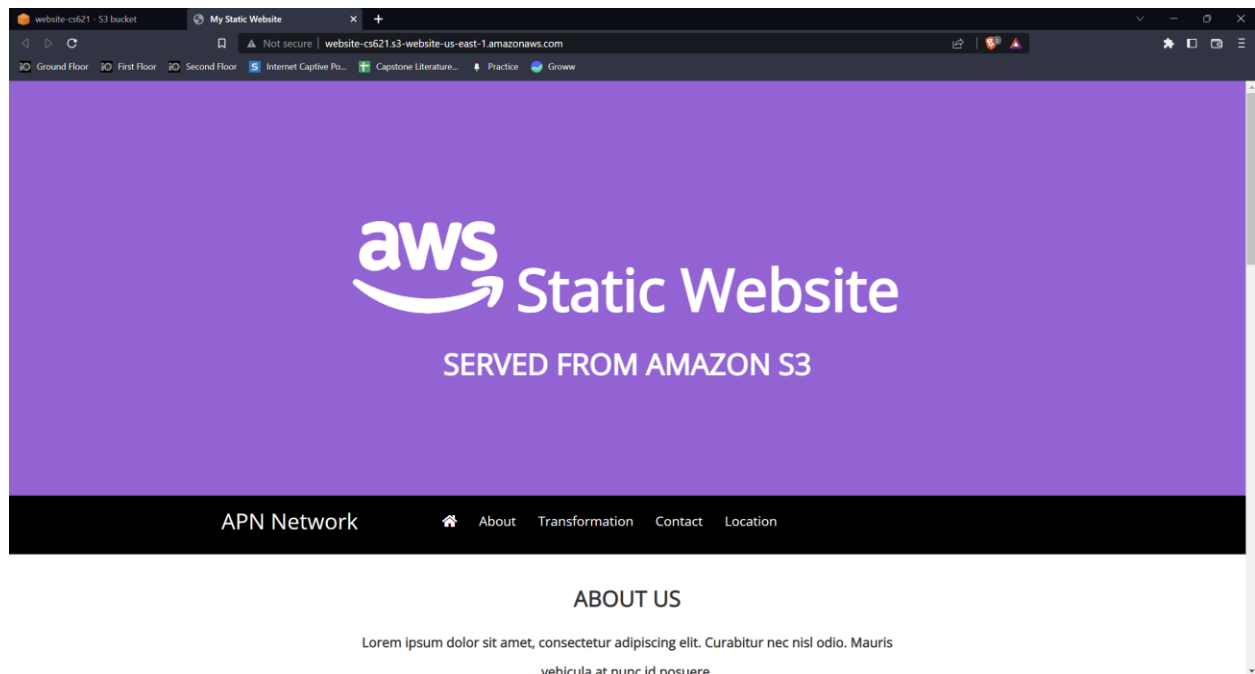 website-cs621 - S3 bucket
My Static Website
Not secure | website-cs621.s3-website-us-east-1.amazonaws.com
Ground Floor First Floor Second Floor Internet Captive Po... Capstone Literature... Practice Groww
aws Static Website
SERVED FROM AMAZON S3
APN Network About Transformation Contact Location
ABOUT US
Lorem ipsum dolor sit amet, consectetur adipiscing elit. Curabitur nec nisl odio. Mauris
vehicula at nunc id posuere